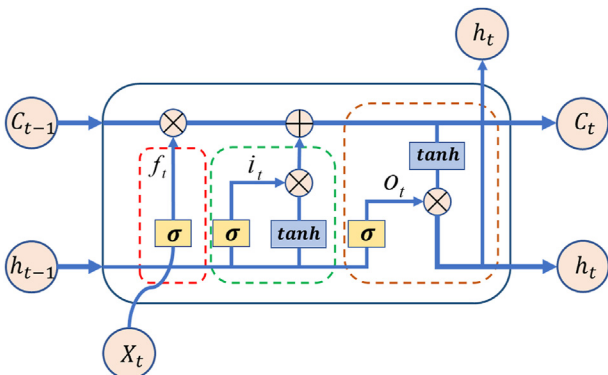 h_t
C_{t-1}
C_t
f_t
i_t
tanh
o_t
σ
σ
tanh
σ
h_{t-1}
h_t
X_t